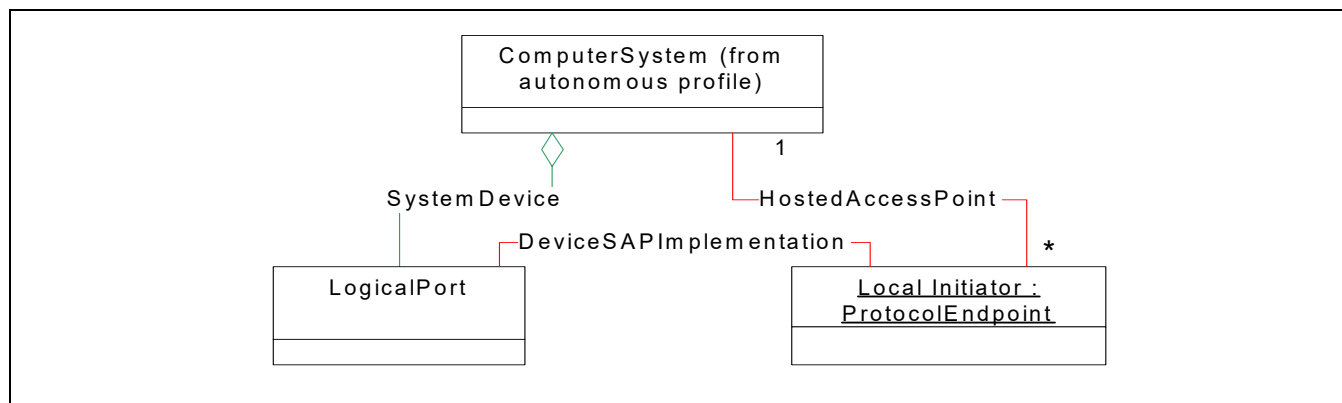 ComputerSystem (from
autonomous profile)
1
SystemDevice
HostedAccessPoint
DeviceSAPImplementation
*
LogicalPort
Local Initiator :
ProtocolEndpoint